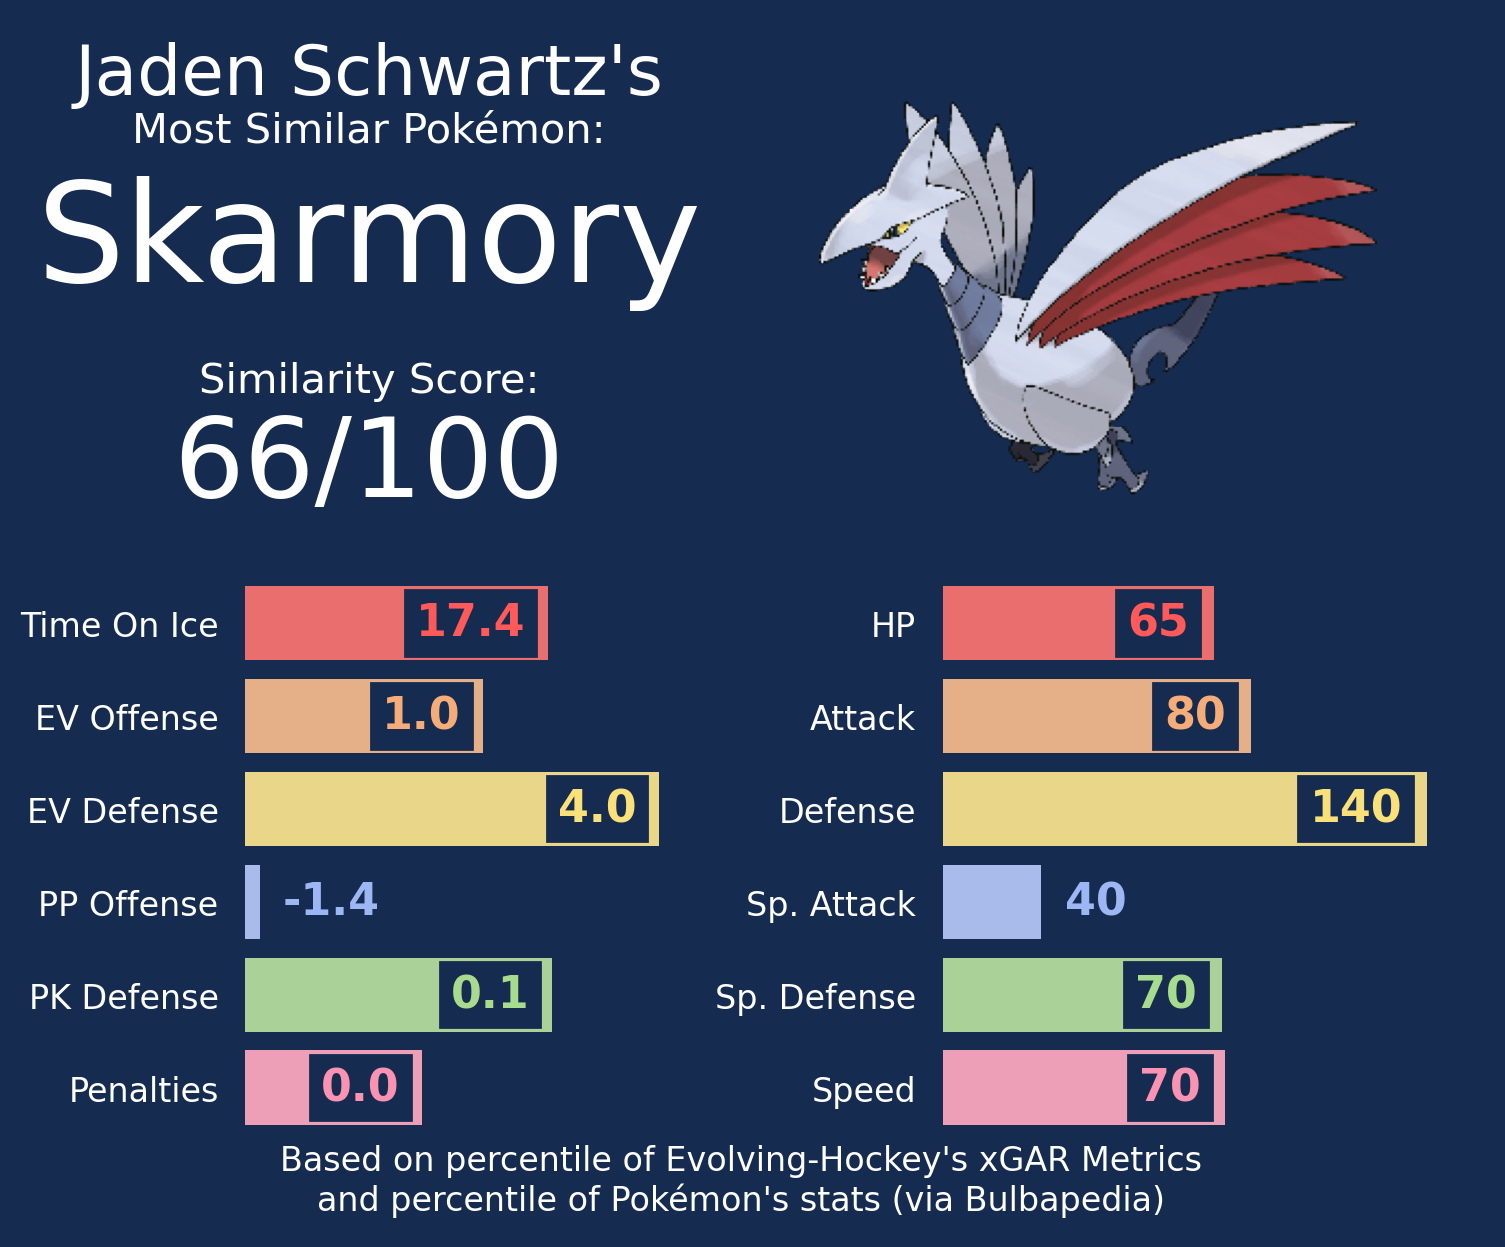 Jaden Schwartz's
Most Similar Pokémon:
Skarmory
Similarity Score:
66/100
Time On Ice 17.4
EV Offense 1.0
EV Defense 4.0
PP Offense -1.4
PK Defense 0.1
Penalties 0.0
HP 65
Attack 80
Defense 140
Sp. Attack 40
Sp. Defense 70
Speed 70
Based on percentile of Evolving-Hockey's xGAR Metrics
and percentile of Pokémon's stats (via Bulbapedia)